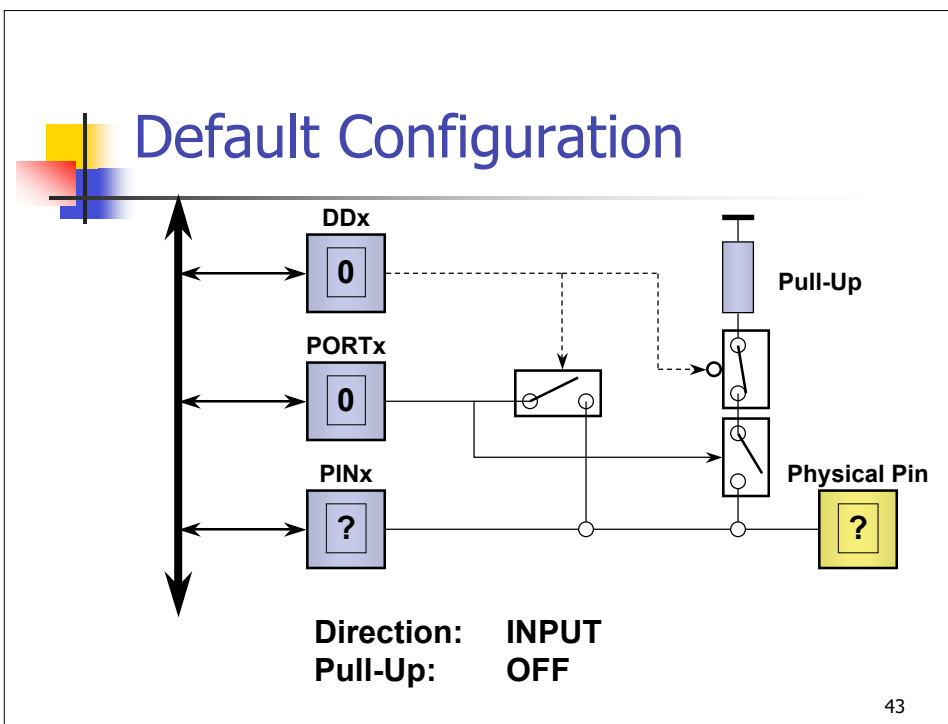 Default Configuration
DDx
0
Pull-Up
PORTx
0
PINx
?
Physical Pin
?
Direction: INPUT
Pull-Up: OFF
43